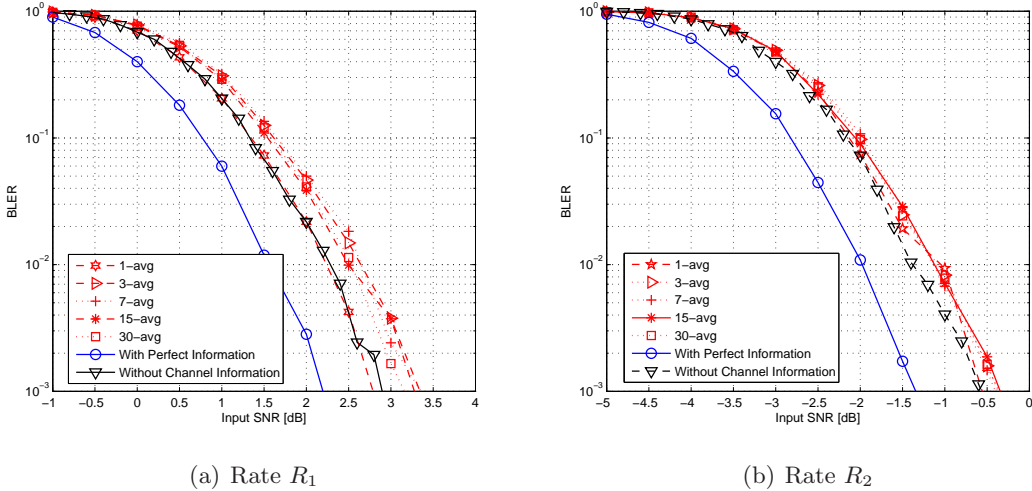 10^0
10^-1
10^-2
10^-3
BLER
−1 −0.5 0 0.5 1 1.5 2 2.5 3 3.5 4
Input SNR [dB]
1−avg
3−avg
7−avg
15−avg
30−avg
With Perfect Information
Without Channel Information
(a) Rate R_1
10^0
10^-1
10^-2
10^-3
BLER
−5 −4.5 −4 −3.5 −3 −2.5 −2 −1.5 −1 −0.5 0
Input SNR [dB]
1−avg
3−avg
7−avg
15−avg
30−avg
With Perfect Information
Without Channel Information
(b) Rate R_2